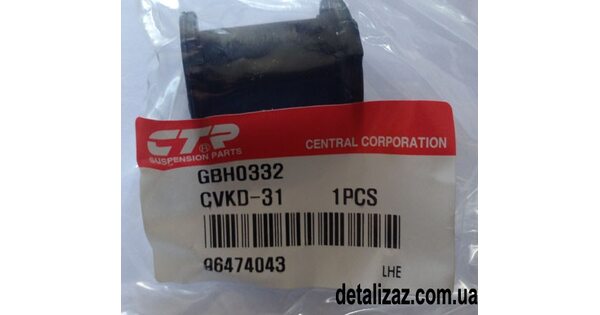 CTR®
SUSPENSION PARTS
CENTRAL CORPORATION
GBH0332
CVKD-31 1PCS
96474043
LHE
detalizaz.com.ua